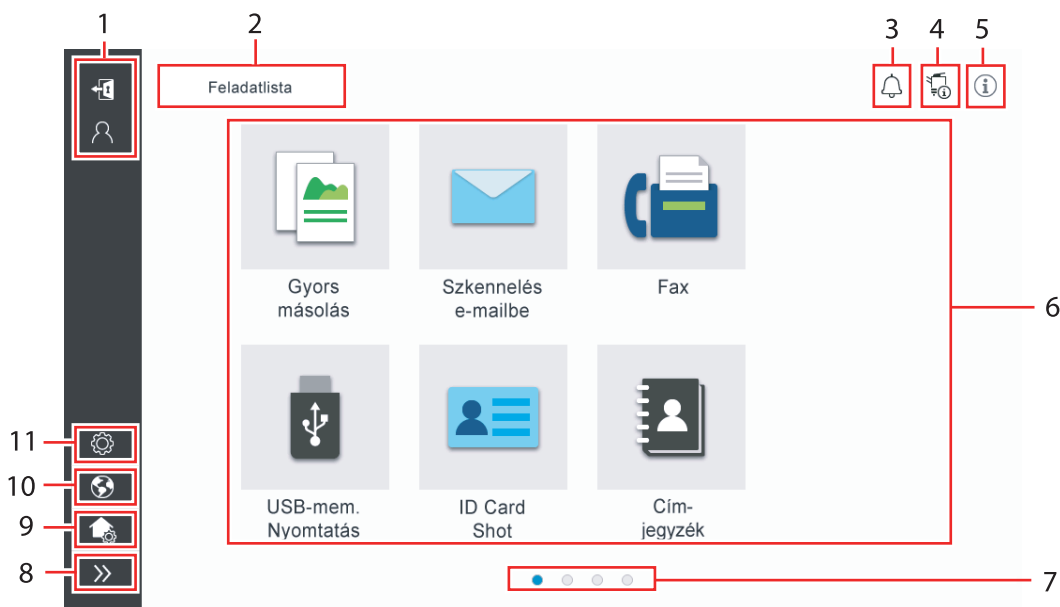 1
2
3
4
5
Feladatlista
Gyors
másolás
Szkennelés
e-mailbe
Fax
6
USB-mem.
Nyomtatás
ID Card
Shot
Cím-
jegyzék
11
10
9
8
7